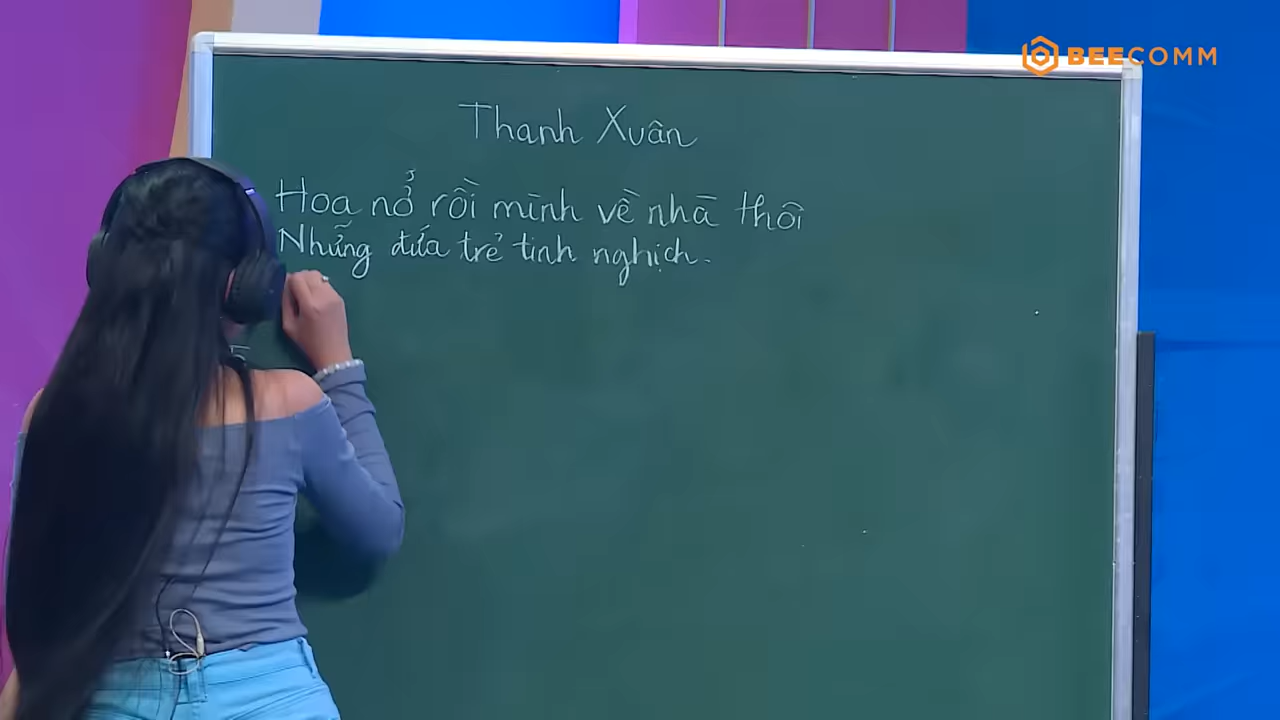 BEECOMM
Thanh Xuân
Hoa nở rồi mình về nhà thôi
Những đứa trẻ tinh nghịch.